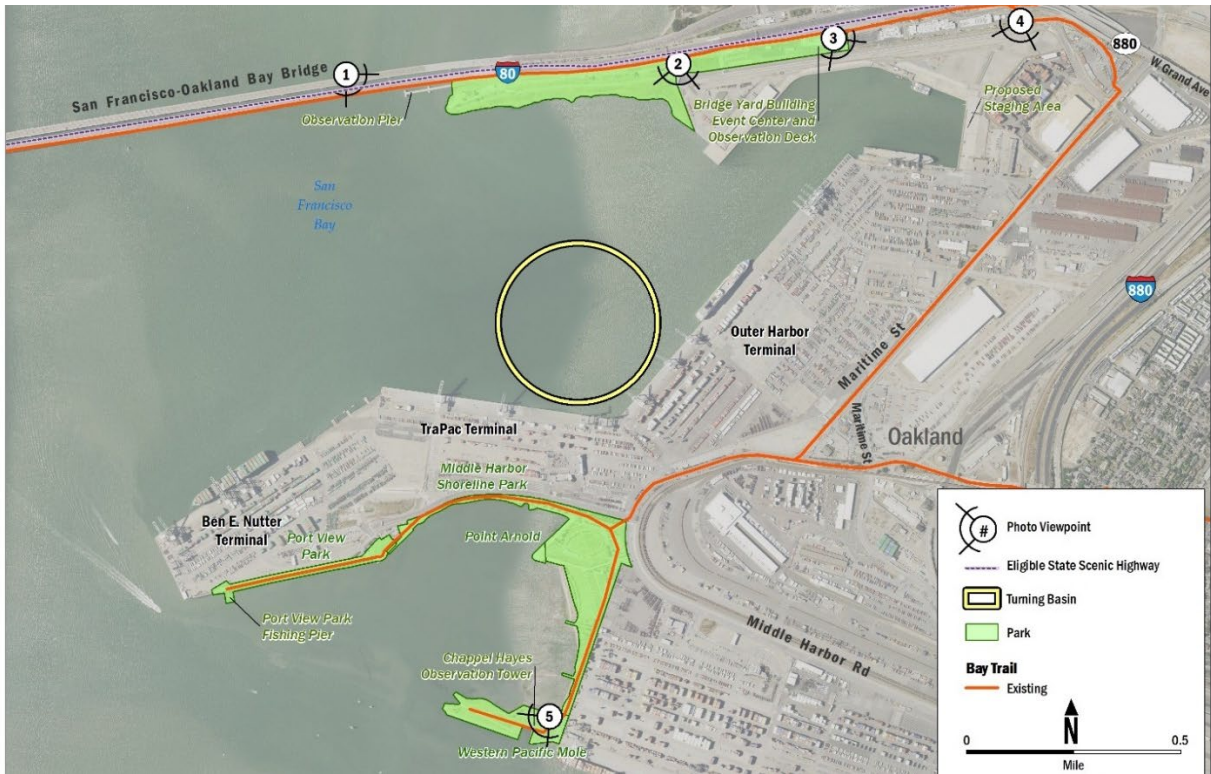 San Francisco-Oakland Bay Bridge
1
80
2
3
4
880
W. Grand Ave
Observation Pier
Bridge Yard Building
Event Center and
Observation Deck
Proposed
Staging Area
San
Francisco
Bay
880
Outer Harbor
Terminal
Maritime St
Maritime St
Oakland
TraPac Terminal
Middle Harbor
Shoreline Park
Ben E. Nutter
Terminal
Port View
Park
Point Arnold
Port View Park
Fishing Pier
Middle Harbor Rd
Chappel Hayes
Observation Tower
5
Western Pacific Mole
# Photo Viewpoint
Eligible State Scenic Highway
Turning Basin
Park
Bay Trail
Existing
N
0 0.5
Mile